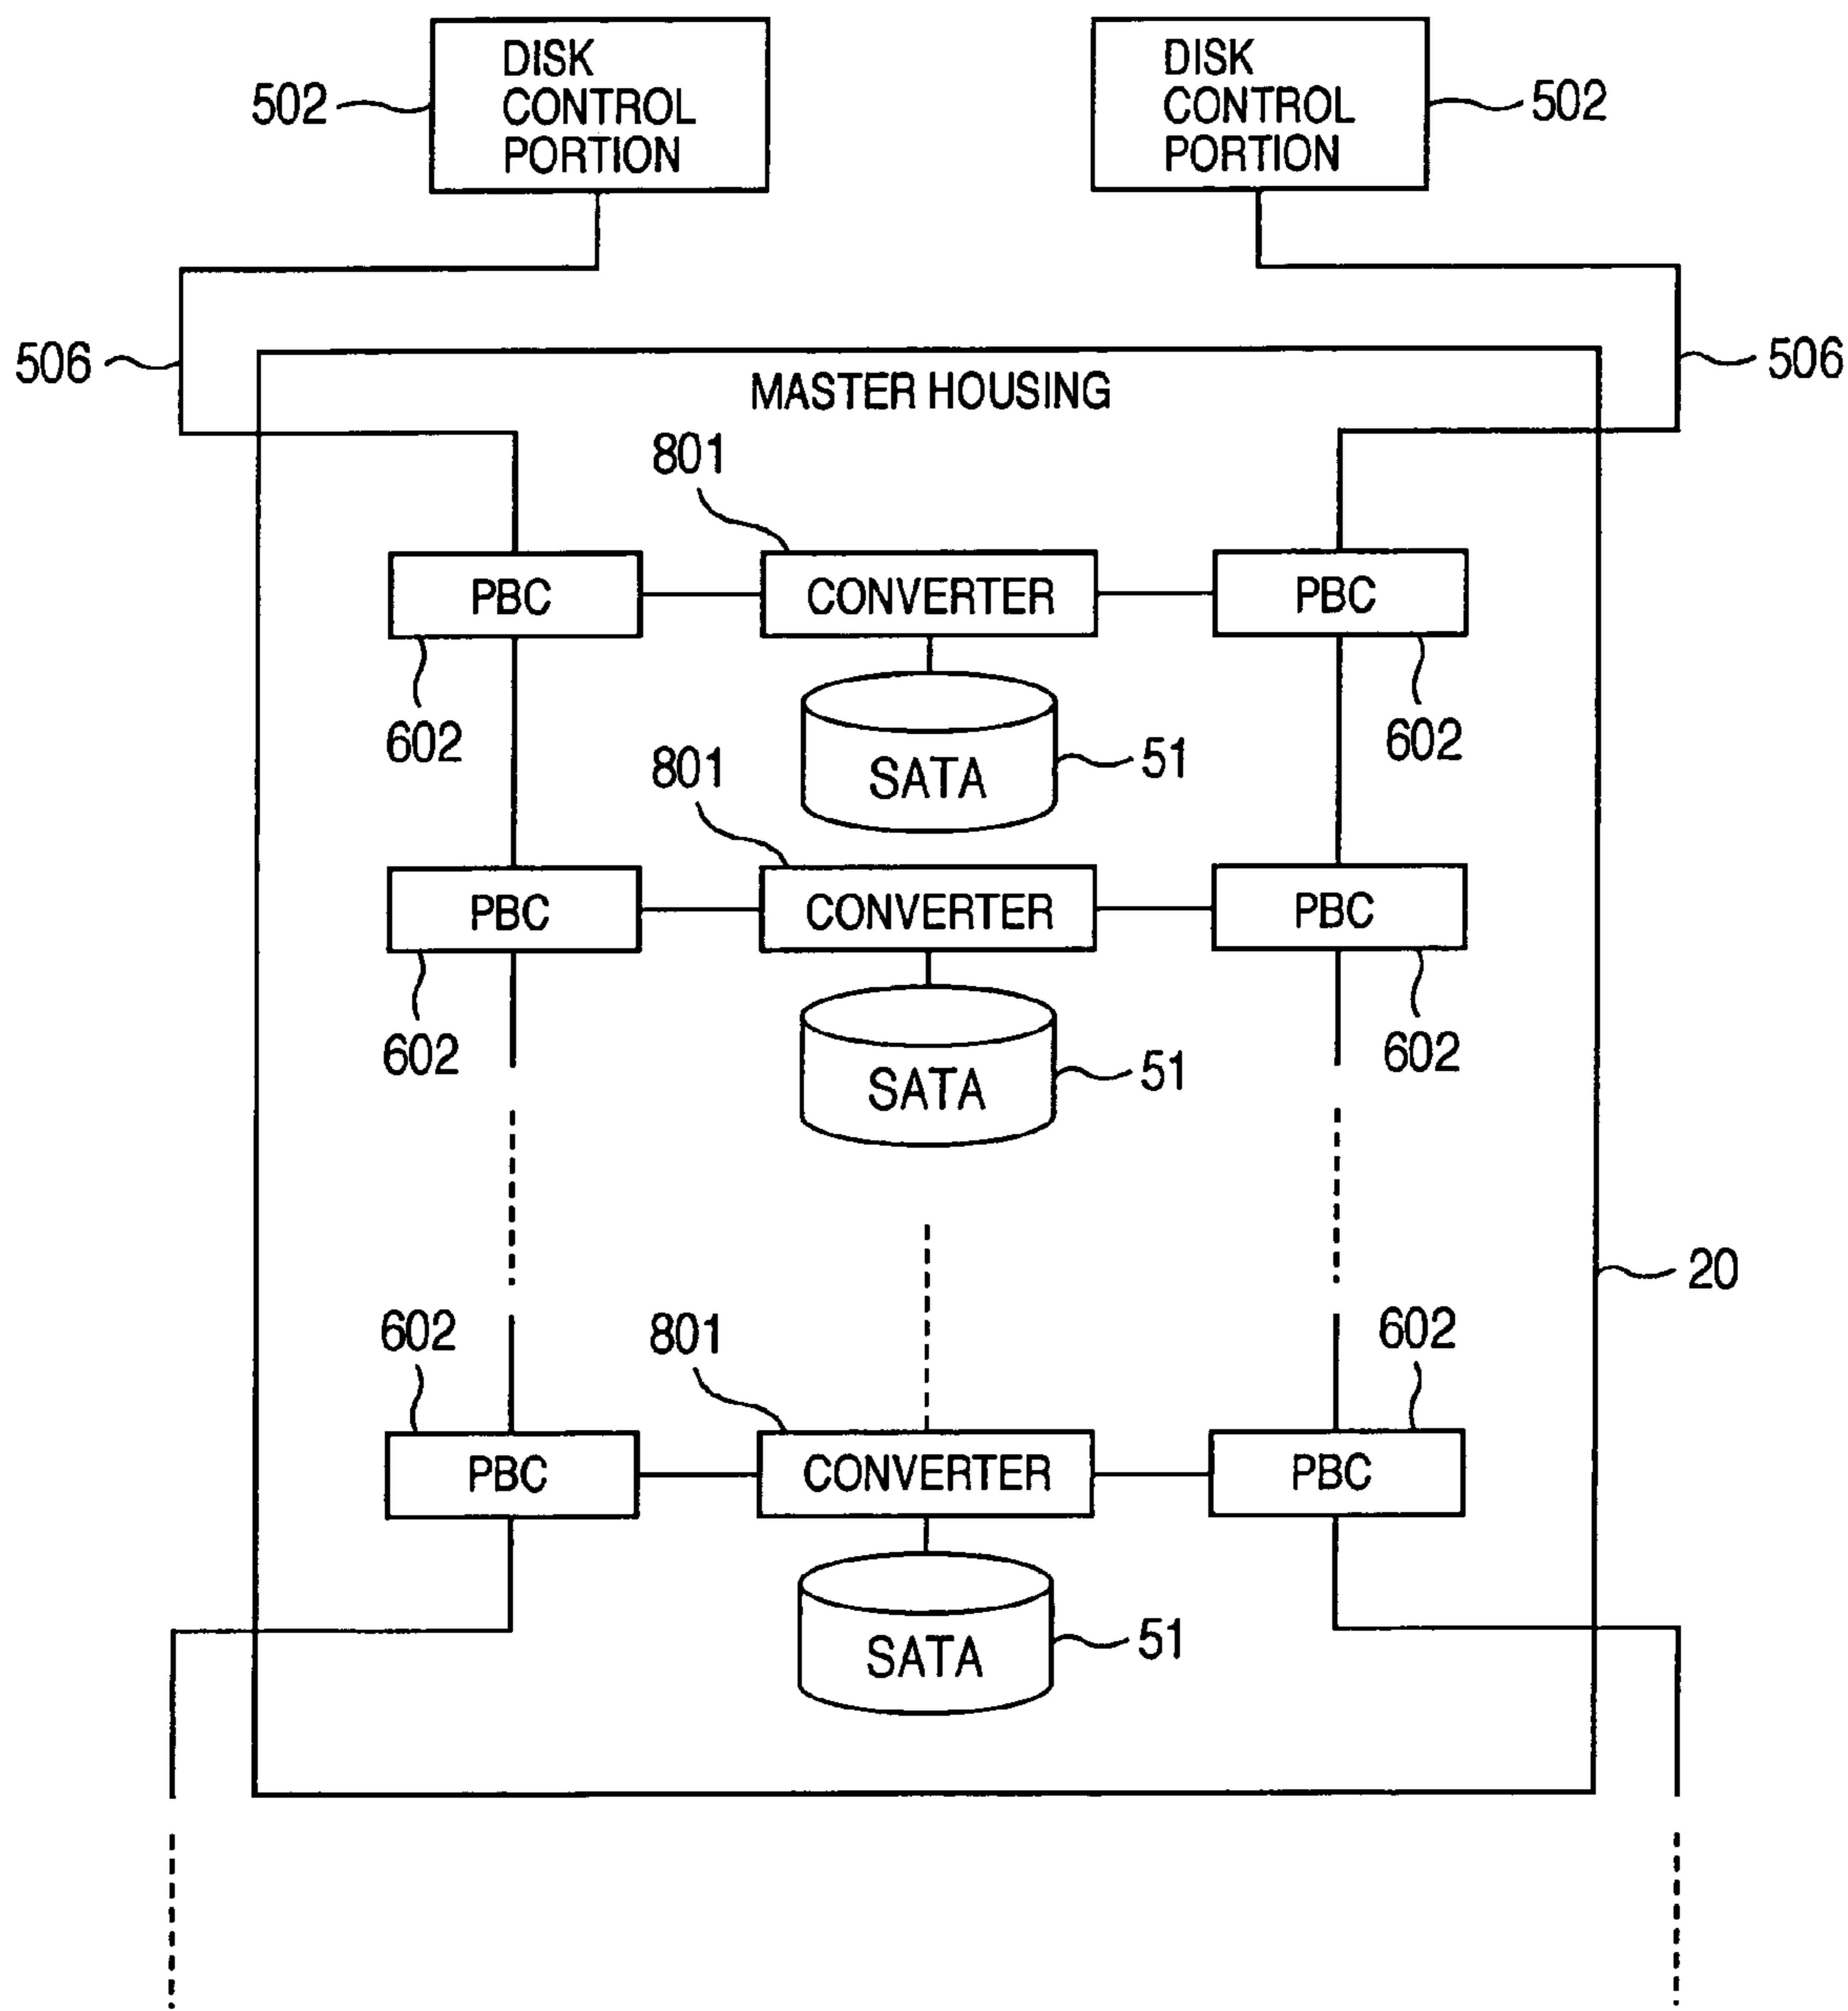 DISK
CONTROL
PORTION
502
DISK
CONTROL
PORTION
502
506
MASTER HOUSING
506
801
PBC
CONVERTER
PBC
602
602
SATA
51
801
PBC
CONVERTER
PBC
602
602
SATA
51
20
602
801
602
PBC
CONVERTER
PBC
SATA
51